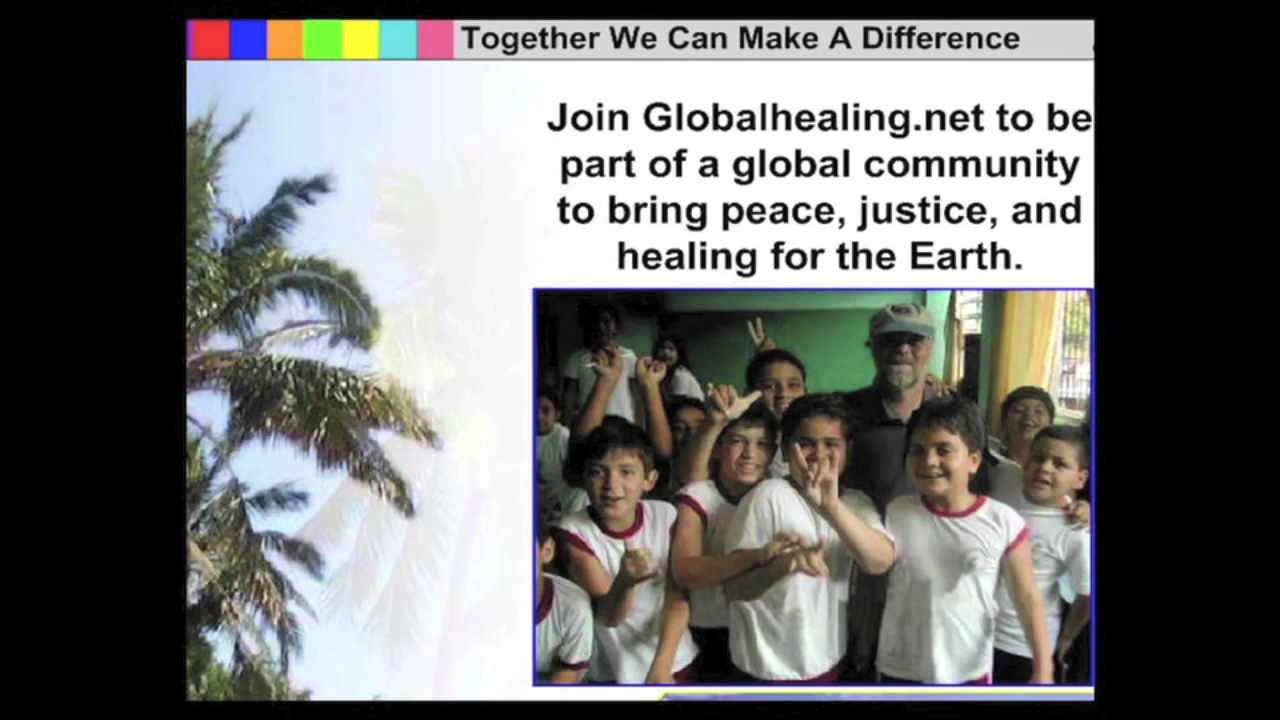 Together We Can Make A Difference
Join Globalhealing.net to be
part of a global community
to bring peace, justice, and
healing for the Earth.